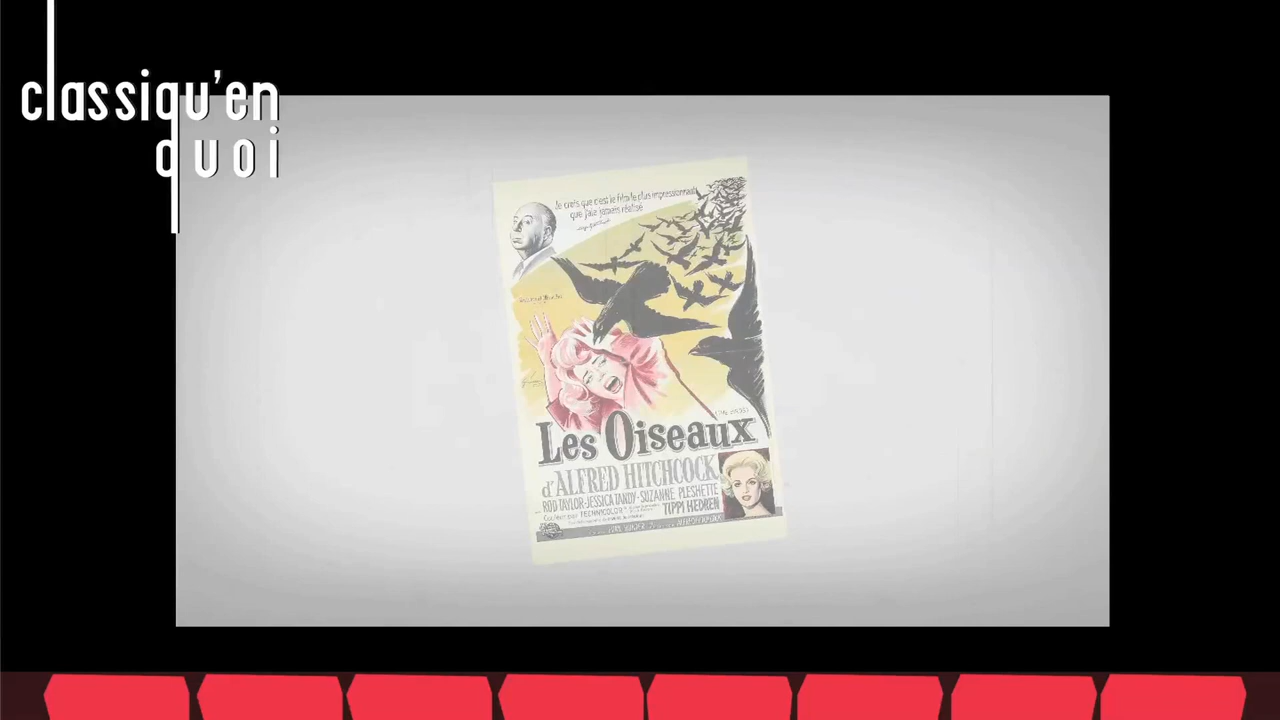 classiqu'en
quoi
Je crois que c'est le film le plus impressionnant
que j'aie jamais réalisé
Les Oiseaux
d'ALFRED HITCHCOCK
ROD TAYLOR·JESSICA TANDY·SUZANNE PLESHETTE
TECHNICOLOR
TIPPI HEDREN